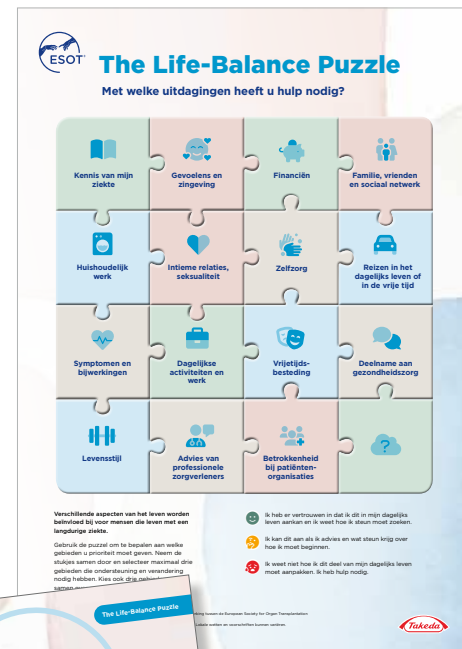 ESOT
The Life-Balance Puzzle
Met welke uitdagingen heeft u hulp nodig?
Kennis van mijn
ziekte
Gevoelens en
zingeving
Financiën
Familie, vrienden
en sociaal netwerk
Huishoudelijk
werk
Intieme relaties,
seksualiteit
Zelfzorg
Reizen in het
dagelijks leven of
in de vrije tijd
Symptomen en
bijwerkingen
Dagelijkse
activiteiten en
werk
Vrijetijds-
besteding
Deelname aan
gezondheidszorg
Levensstijl
Advies van
professionele
zorgverleners
Betrokkenheid
bij patiënten-
organisaties
?
Verschillende aspecten van het leven worden
beïnvloed bij voor mensen die leven met een
langdurige ziekte.
Gebruik de puzzel om te bepalen aan welke
gebieden u prioriteit moet geven. Neem de
stukjes samen door en selecteer maximaal drie
gebieden die ondersteuning en verandering
nodig hebben. Kies ook drie
Ik heb er vertrouwen in dat ik dit in mijn dagelijks
leven aankan en ik weet hoe ik steun moet zoeken.
Ik kan dit aan als ik advies en wat steun krijg over
hoe ik moet beginnen.
Ik weet niet hoe ik dit deel van mijn dagelijks leven
moet aanpakken. Ik heb hulp nodig.
The Life-Balance Puzzle
tussen de European Society for Organ Transplantation
Lokale wetten en voorschriften kunnen variëren.
Takeda